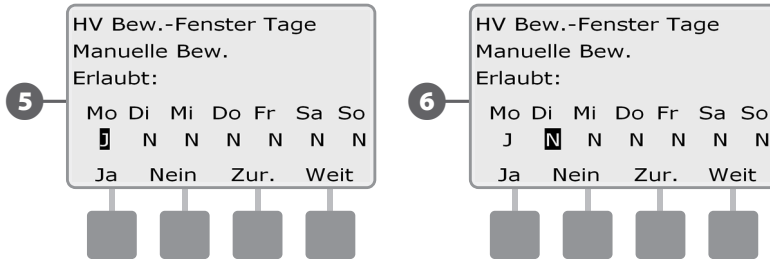 5
HV Bew.-Fenster Tage
Manuelle Bew.
Erlaubt:
Mo Di Mi Do Fr Sa So
J N N N N N N
Ja Nein Zur. Weit
6
HV Bew.-Fenster Tage
Manuelle Bew.
Erlaubt:
Mo Di Mi Do Fr Sa So
J N N N N N N
Ja Nein Zur. Weit